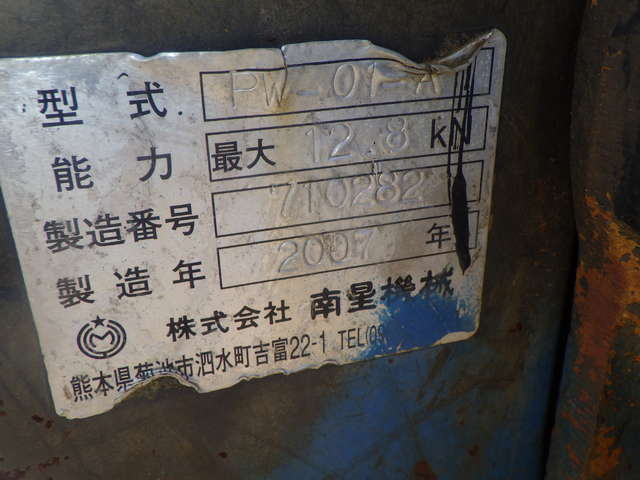 型式 PW-01-A
能力 最大 12.8 kN
製造番号 710282
製造年 2007 年
株式会社 南星機械
熊本県菊池市泗水町吉富22-1 TEL(09